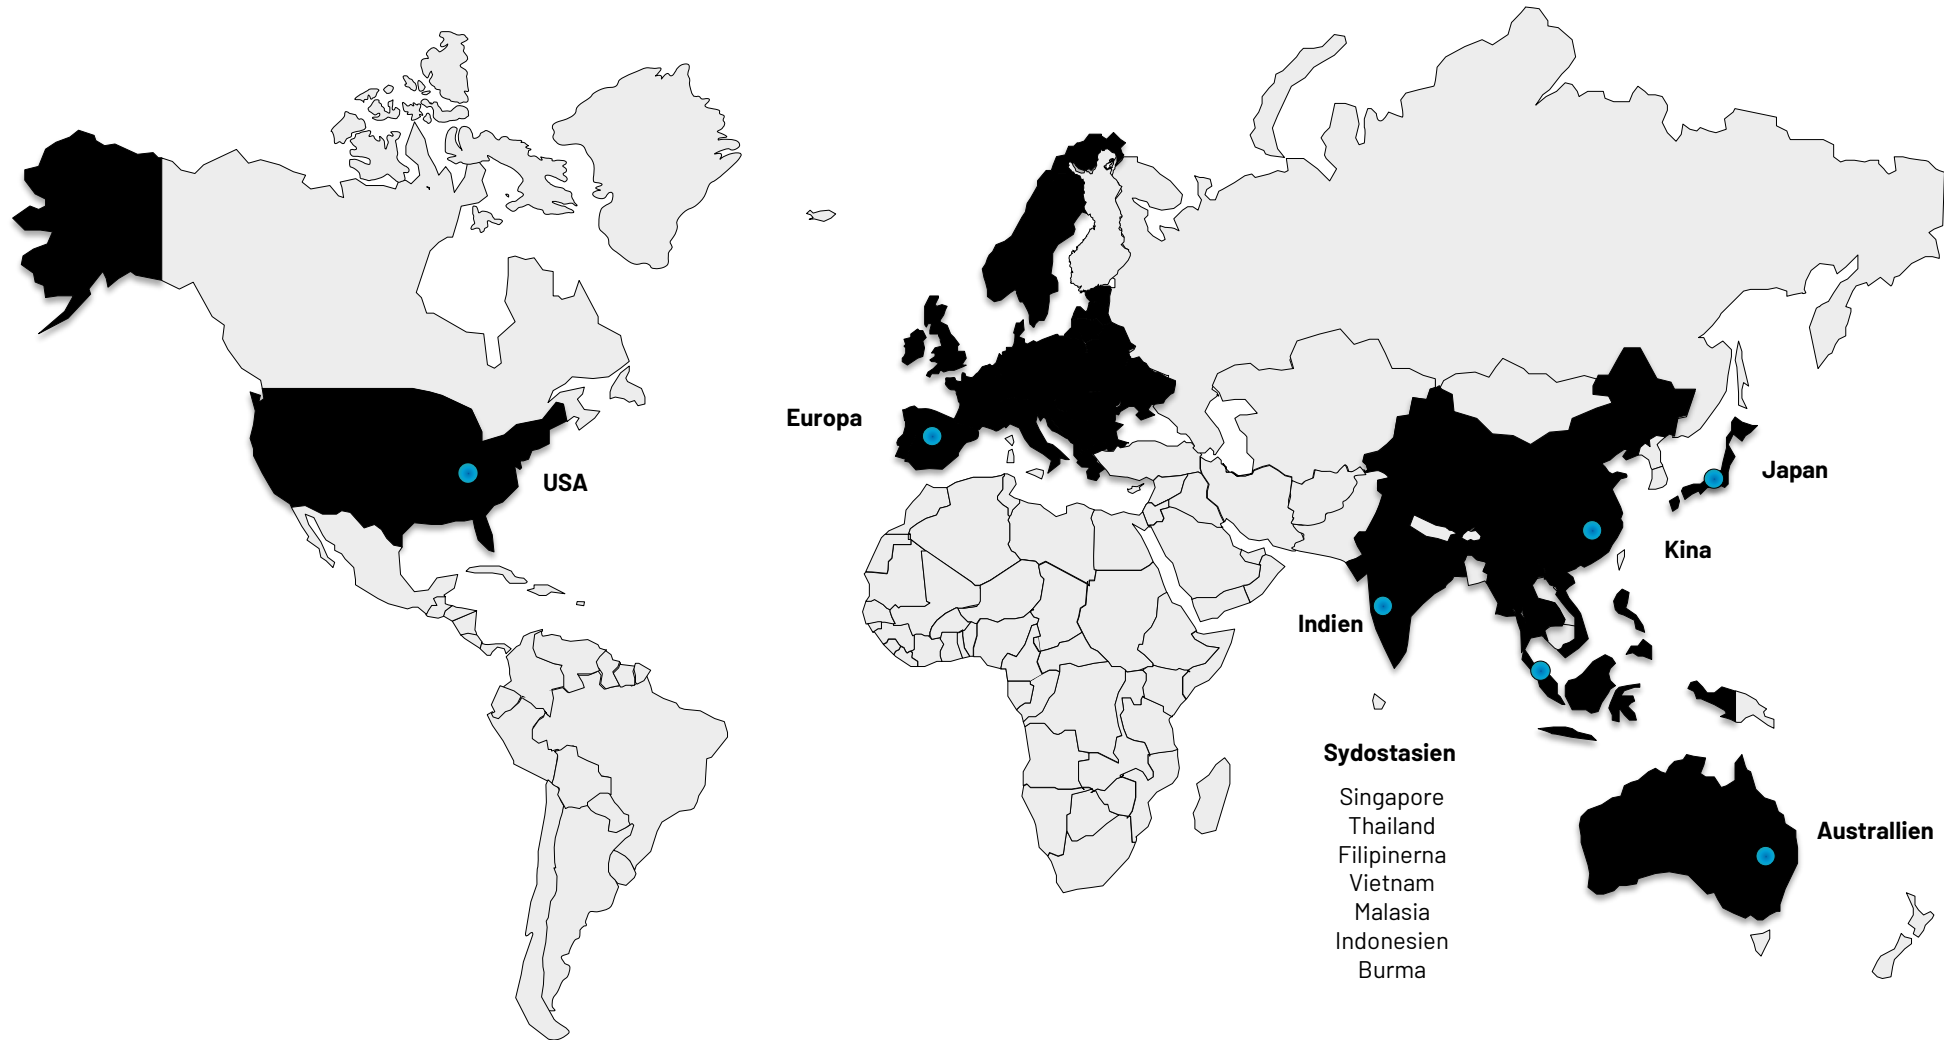 Europa
USA
Japan
Kina
Indien
Sydostasien
Singapore
Thailand
Filipinerna
Vietnam
Malasia
Indonesien
Burma
Australlien